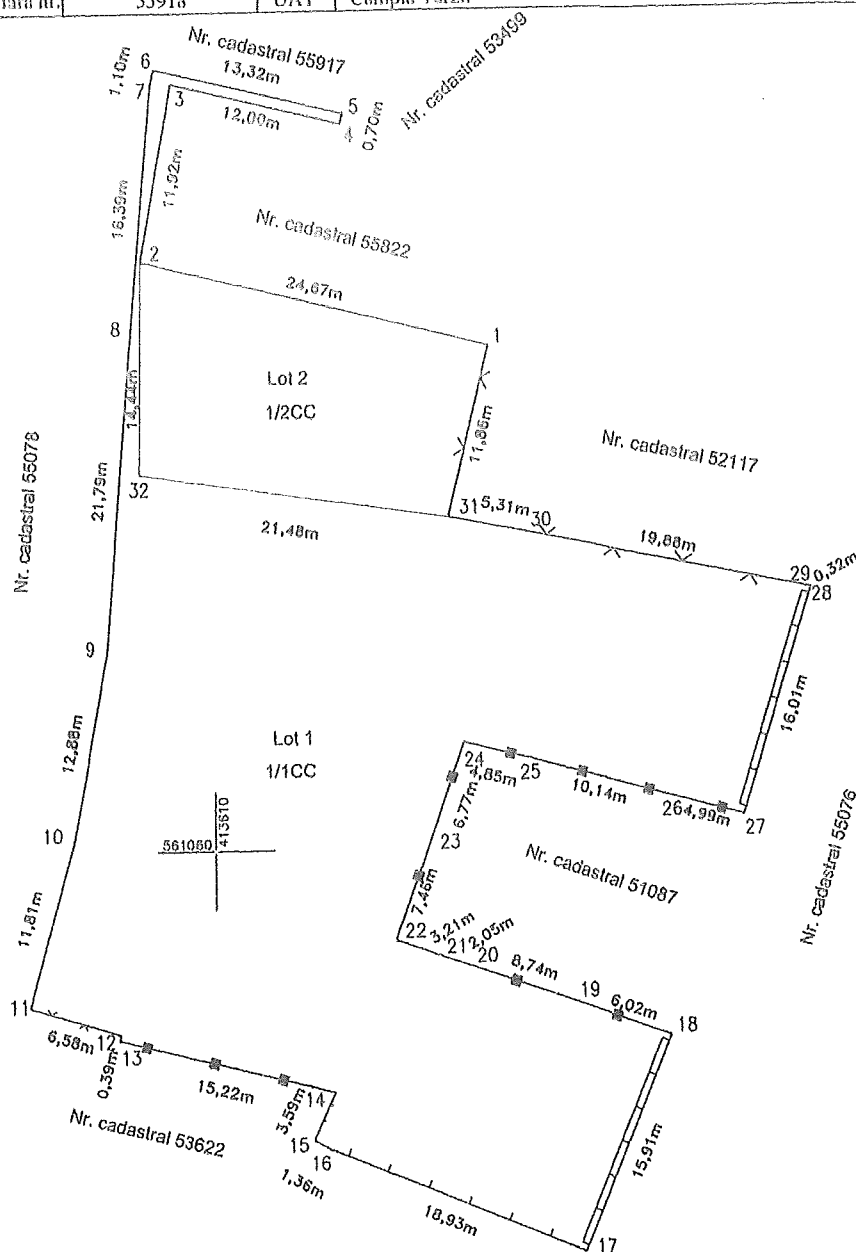 55918
UAT
Nr. cadastral 55917
Nr. cadastral 53499
6
13,32m
1,10m
7
3
5
12,00m
4
0,70m
11,92m
16,39m
Nr. cadastral 55822
2
24,67m
8
1
Lot 2
1/2CC
14,44m
11,86m
Nr. cadastral 55078
21,79m
Nr. cadastral 52117
32
31
5,31m
30
21,48m
19,88m
29
0,32m
28
9
16,01m
12,88m
Lot 1
1/1CC
24
4,85m
25
10,14m
26
4,99m
27
6,77m
10
561080
413610
23
Nr. cadastral 51087
Nr. cadastral 55076
7,46m
11,81m
22
3,21m
21
2,05m
20
8,74m
19
6,02m
18
11
6,58m
12
13
0,39m
15,22m
14
3,59m
15
16
Nr. cadastral 53622
1,36m
15,91m
18,93m
17